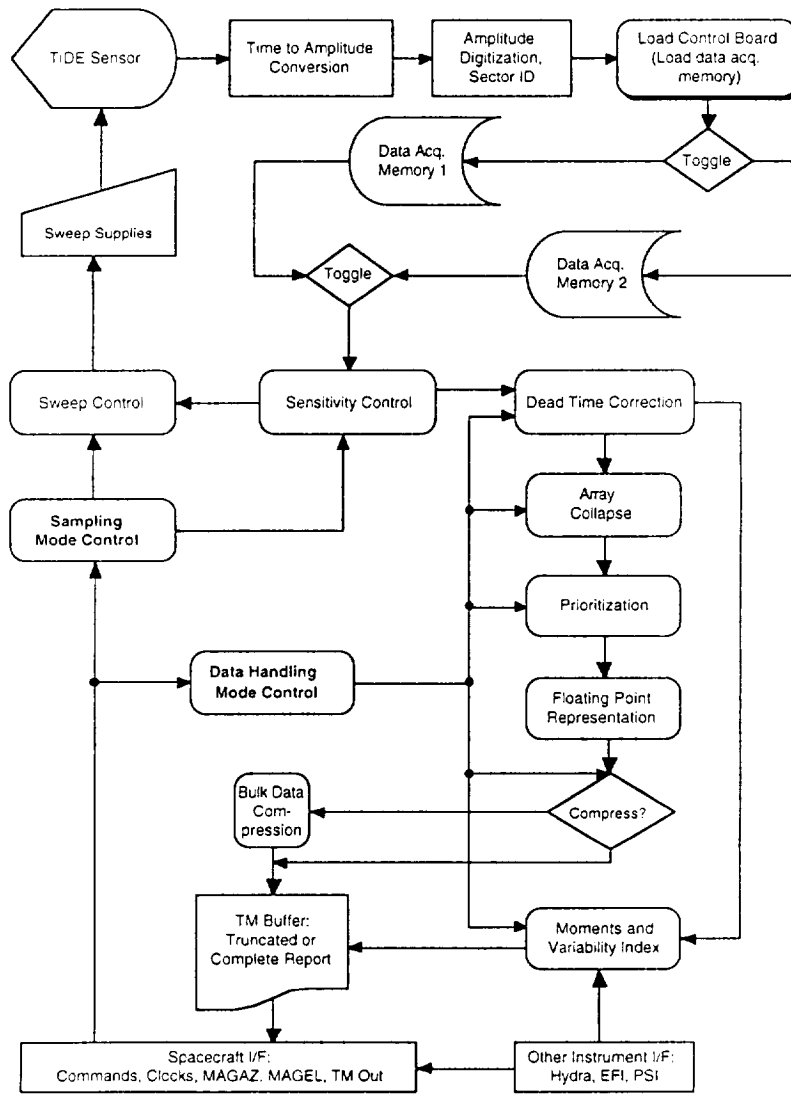 TIDE Sensor
Time to Amplitude
Conversion
Amplitude
Digitization,
Sector ID
Load Control Board
(Load data acq.
memory)
Data Acq.
Memory 1
Toggle
Sweep Supplies
Toggle
Data Acq.
Memory 2
Sweep Control
Sensitivity Control
Dead Time Correction
Sampling
Mode Control
Array
Collapse
Prioritization
Data Handling
Mode Control
Floating Point
Representation
Bulk Data
Com-
pression
Compress?
TM Buffer:
Truncated or
Complete Report
Moments and
Variability Index
Spacecraft I/F:
Commands, Clocks, MAGAZ, MAGEL, TM Out
Other Instrument I/F:
Hydra, EFI, PSI